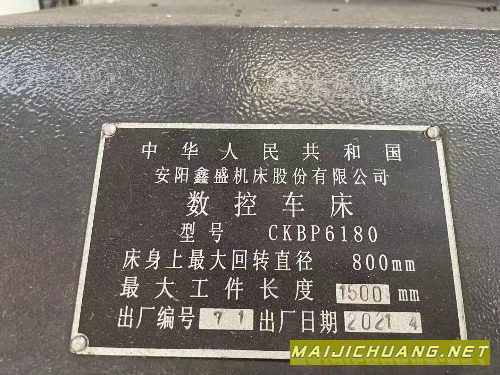 中华人民共和国
安阳鑫盛机床股份有限公司
数控车床
型号 CKBP6180
床身上最大回转直径 800mm
最大工件长度 1500 mm
出厂编号 71 出厂日期 2021 4
MAIJICHUANG.NET